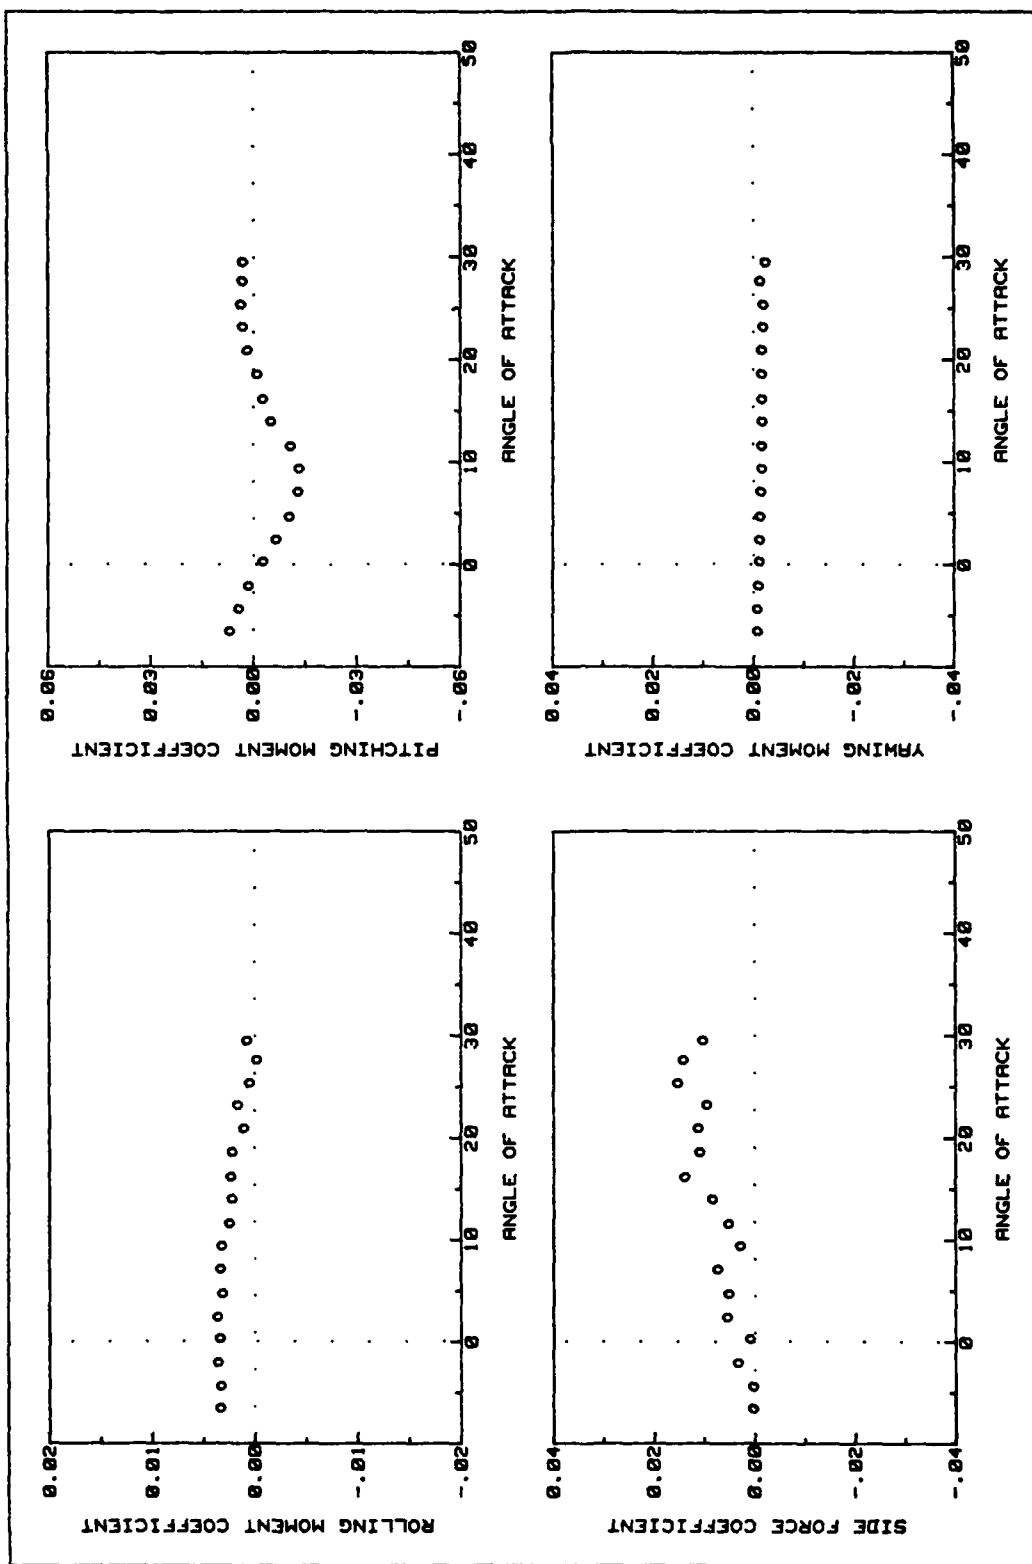 ROLLING MOMENT COEFFICIENT
0.02
0.01
0.00
-.01
-.02
0 10 20 30 40 50
ANGLE OF ATTACK
PITCHING MOMENT COEFFICIENT
0.06
0.03
0.00
-.03
-.06
0 10 20 30 40 50
ANGLE OF ATTACK
SIDE FORCE COEFFICIENT
0.04
0.02
0.00
-.02
-.04
0 10 20 30 40 50
ANGLE OF ATTACK
YAWING MOMENT COEFFICIENT
0.04
0.02
0.00
-.02
-.04
0 10 20 30 40 50
ANGLE OF ATTACK